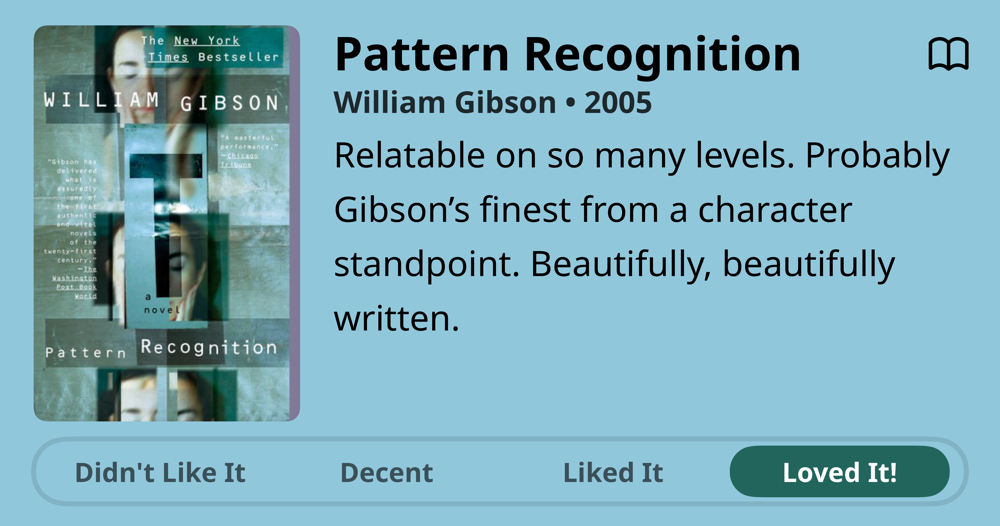 The New York
Times Bestseller
WILLIAM GIBSON
"A masterful
performance."
—Chicago
Tribune
"Gibson has
delivered
what is
assuredly
one of
the first
authentic
and vital
novels
of the
twenty-first
century."
—The
Washington
Post Book
World
a
novel
Pattern Recognition
Pattern Recognition
William Gibson • 2005
Relatable on so many levels. Probably
Gibson’s finest from a character
standpoint. Beautifully, beautifully
written.
Didn't Like It
Decent
Liked It
Loved It!